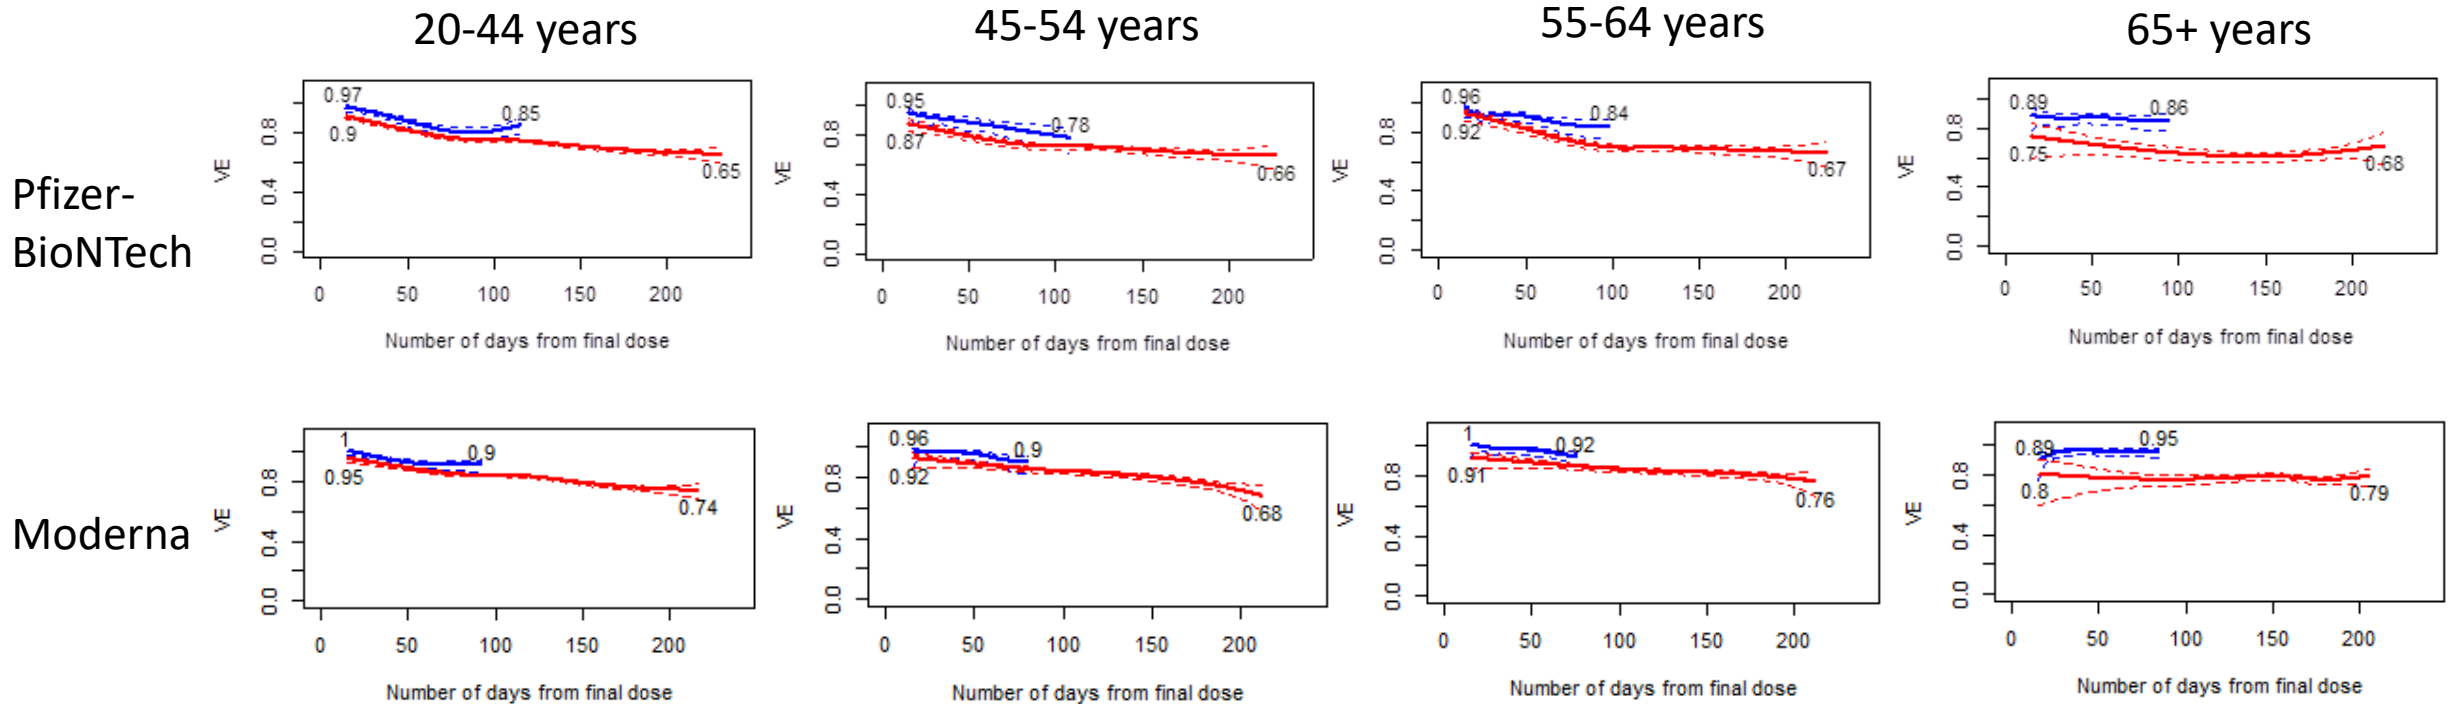 20-44 years
45-54 years
55-64 years
65+ years
Pfizer-
BioNTech
VE
0.0 0.4 0.8
0.97
0.9
0.85
0.65
0 50 100 150 200
Number of days from final dose
VE
0.0 0.4 0.8
0.95
0.87
0.78
0.66
0 50 100 150 200
Number of days from final dose
VE
0.0 0.4 0.8
0.96
0.92
0.84
0.67
0 50 100 150 200
Number of days from final dose
VE
0.0 0.4 0.8
0.89
0.75
0.86
0.68
0 50 100 150 200
Number of days from final dose
Moderna
VE
0.0 0.4 0.8
1
0.95
0.9
0.74
0 50 100 150 200
Number of days from final dose
VE
0.0 0.4 0.8
0.96
0.92
0.9
0.68
0 50 100 150 200
Number of days from final dose
VE
0.0 0.4 0.8
1
0.91
0.92
0.76
0 50 100 150 200
Number of days from final dose
VE
0.0 0.4 0.8
0.89
0.8
0.95
0.79
0 50 100 150 200
Number of days from final dose